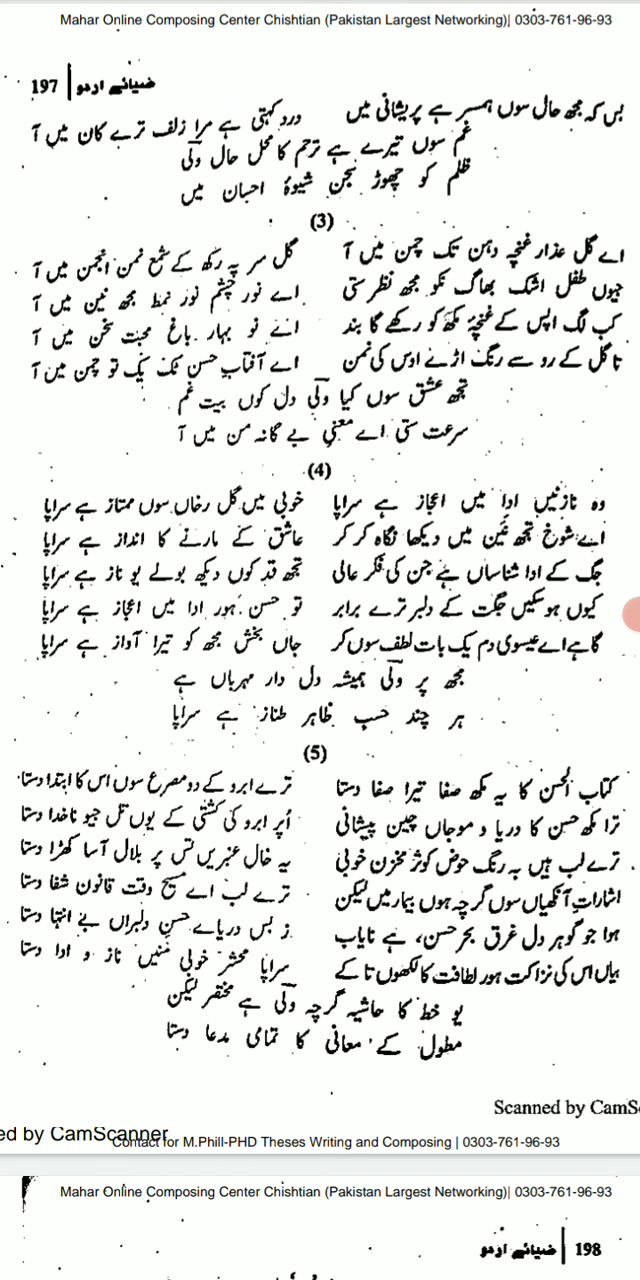 Mahar Online Composing Center Chishtian (Pakistan Largest Networking)| 0303-761-96-93
197 | ضیائے اردو
بس کہ مجھ حال سوں ہمسر ہے پریشانی میں درد کہتی ہے مرا زلف ترے کان میں آ
غم سوں تیرے ہے ترحم کا محل حال ولی
ظلم کو چھوڑ سجن شیوۂ احسان میں
(3)
اے گل عذار غنچہ دہن تک چمن میں آ گل سر پہ رکھ کے شمع نمن انجمن میں آ
جیوں طفل اشک بھاگ نکو مجھ نظر ستی اے نور چشم نور نمط مجھ نین میں آ
کب لگ اپس کے غنچۂ مکھ کو رکھے گا بند اے نو بہار باغ محبت سخن میں آ
تا گل کے رو سے رنگ اڑے اوس کی نمن اے آفتاب حسن ٹک یک تو چمن میں آ
تجھ عشق سوں کیا ولی دل کوں بیت غم
سرعت ستی اے معنیِ بے گانہ من میں آ
(4)
وہ نازنیں ادا میں اعجاز ہے سراپا خوبی میں گل رخاں سوں ممتاز ہے سراپا
اے شوخ تجھ نین میں دیکھا نگاہ کر کر عاشق کے مارنے کا انداز ہے سراپا
جگ کے ادا شناساں ہے جن کی فکر عالی تجھ قد کوں دیکھ بولے یو ناز ہے سراپا
کیوں ہو سکیں جگت کے دلبر ترے برابر تو حسن ہور ادا میں اعجاز ہے سراپا
گاہے اے عیسوی دم یک بات لطف سوں کر جاں بخش مجھ کو تیرا آواز ہے سراپا
مجھ پر ولی ہمیشہ دل دار مہرباں ہے
ہر چند حسب ظاہر طناز ہے سراپا
(5)
کتاب الحسن کا یہ مکھ صفا تیرا صفا دستا ترے ابرو کے دو مصرع سوں اس کا ابتدا دستا
ترا مکھ حسن کا دریا و موجاں چین پیشانی اُپر ابرو کی کشتی کے یوں تل جیو ناخدا دستا
ترے لب ہیں بہ رنگ حوض کوثر مخزن خوبی یہ خال عنبریں تس پر بلال آسا کھڑا دستا
اشارات آنکھیاں سوں گرچہ ہوں بیمار میں لیکن ترے لب اے مسیح وقت قانون شفا دستا
ہوا جو گوہر دل غرق بحر حسن، ہے نایاب ز بس دریاے حسن دلبراں بے انتہا دستا
بیاں اس کی نزاکت ہور لطافت کا لکھوں تا کے سراپا محشر خوبی منیں ناز و ادا دستا
یو خط کا حاشیہ گرچہ ولی ہے مختصر لیکن
مطول کے معانی کا تمامی مدعا دستا
Scanned by CamS
ed by CamScanner
Contact for M.Phill-PHD Theses Writing and Composing | 0303-761-96-93
Mahar Online Composing Center Chishtian (Pakistan Largest Networking)| 0303-761-96-93
198 | ضیائے اردو